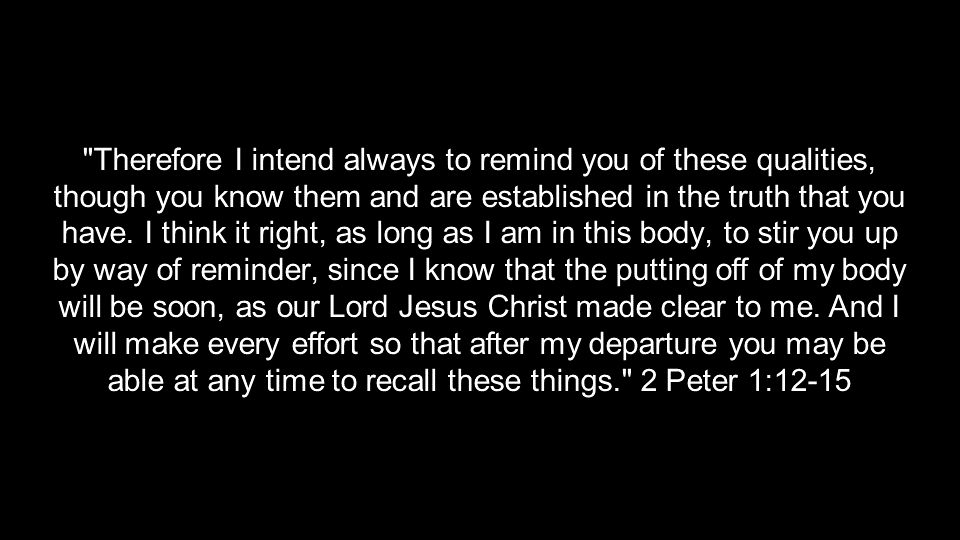 "Therefore I intend always to remind you of these qualities,
though you know them and are established in the truth that you
have. I think it right, as long as I am in this body, to stir you up
by way of reminder, since I know that the putting off of my body
will be soon, as our Lord Jesus Christ made clear to me. And I
will make every effort so that after my departure you may be
able at any time to recall these things." 2 Peter 1:12-15